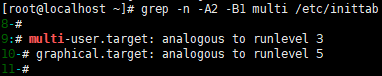 [root@localhost ~]# grep -n -A2 -B1 multi /etc/inittab
8-#
9:# multi-user.target: analogous to runlevel 3
10-# graphical.target: analogous to runlevel 5
11-#